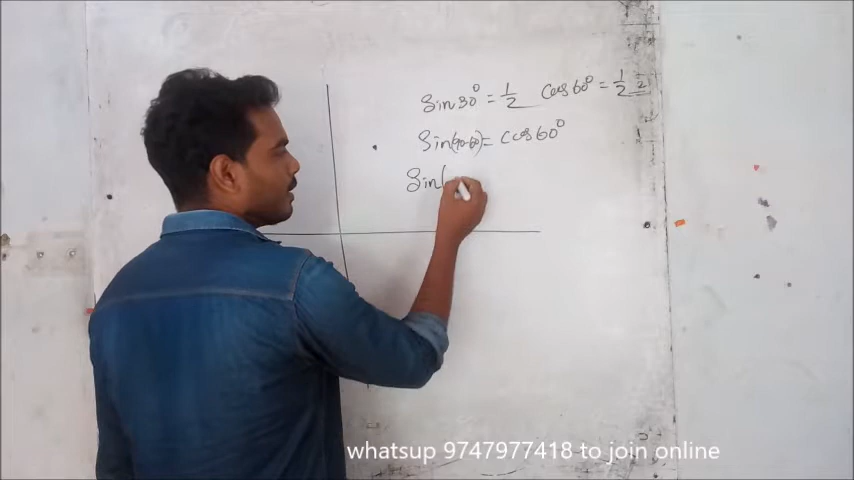 Sin 30° = 1/2 Cos 60° = 1/2
Sin(90-60) = Cos 60°
Sin(
whatsup 9747977418 to join online